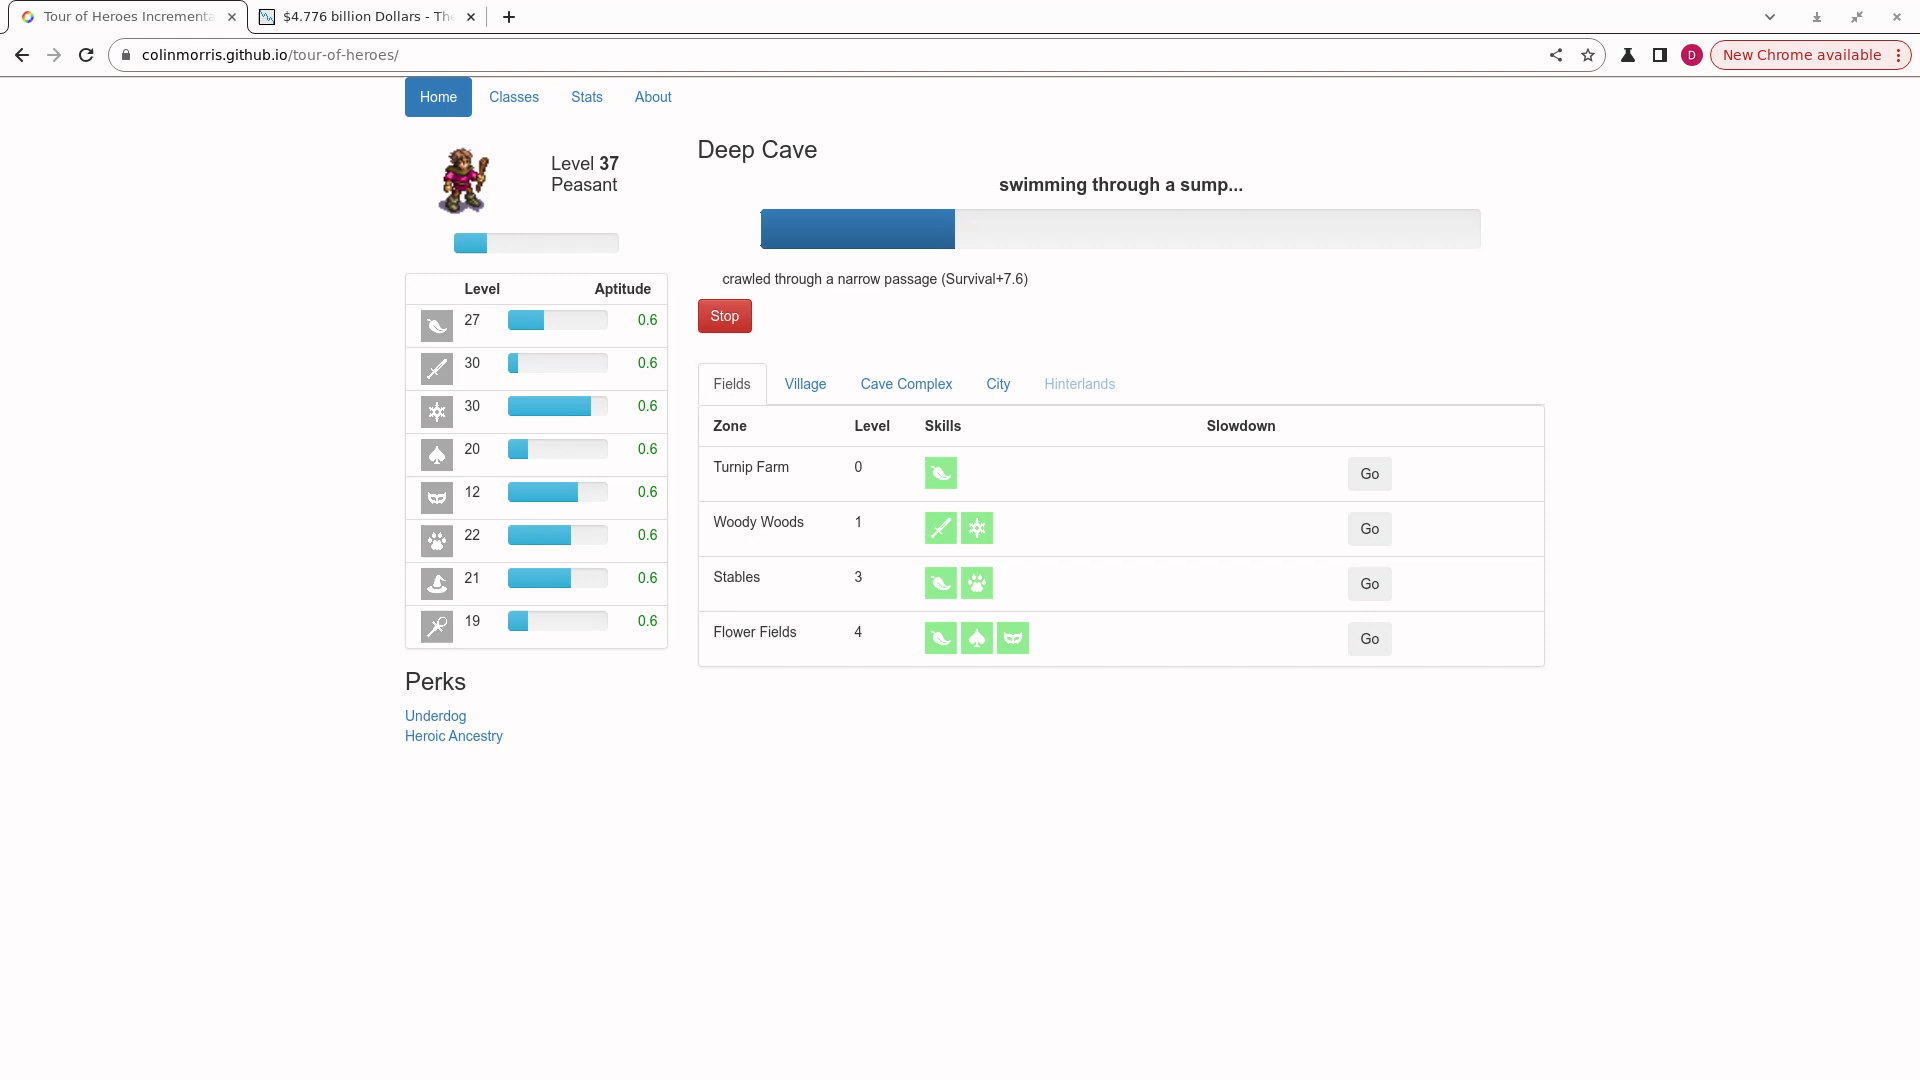 Tour of Heroes Incrementa
$4.776 billion Dollars - The
colinmorris.github.io/tour-of-heroes/
D
New Chrome available
Home Classes Stats About
Level 37
Peasant
Deep Cave
swimming through a sump...
crawled through a narrow passage (Survival+7.6)
Stop
Level Aptitude
27 0.6
30 0.6
30 0.6
20 0.6
12 0.6
22 0.6
21 0.6
19 0.6
Perks
Underdog
Heroic Ancestry
Fields Village Cave Complex City Hinterlands
Zone Level Skills Slowdown
Turnip Farm 0 Go
Woody Woods 1 Go
Stables 3 Go
Flower Fields 4 Go